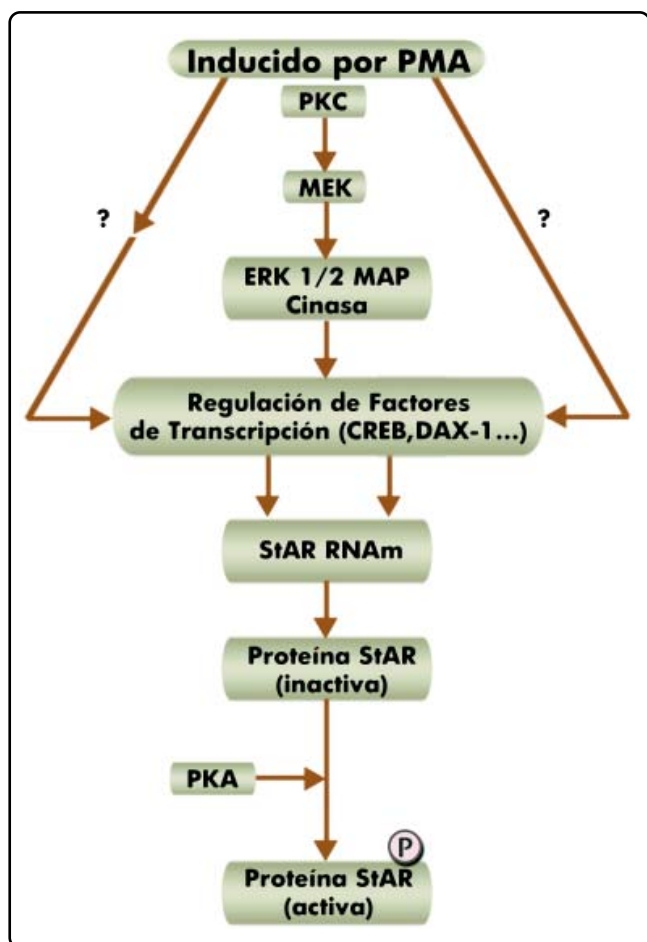 Inducido por PMA
PKC
MEK
?
?
ERK 1/2 MAP
Cinasa
Regulación de Factores
de Transcripción (CREB,DAX-1...)
StAR RNAm
Proteína StAR
(inactiva)
PKA
P
Proteína StAR
(activa)